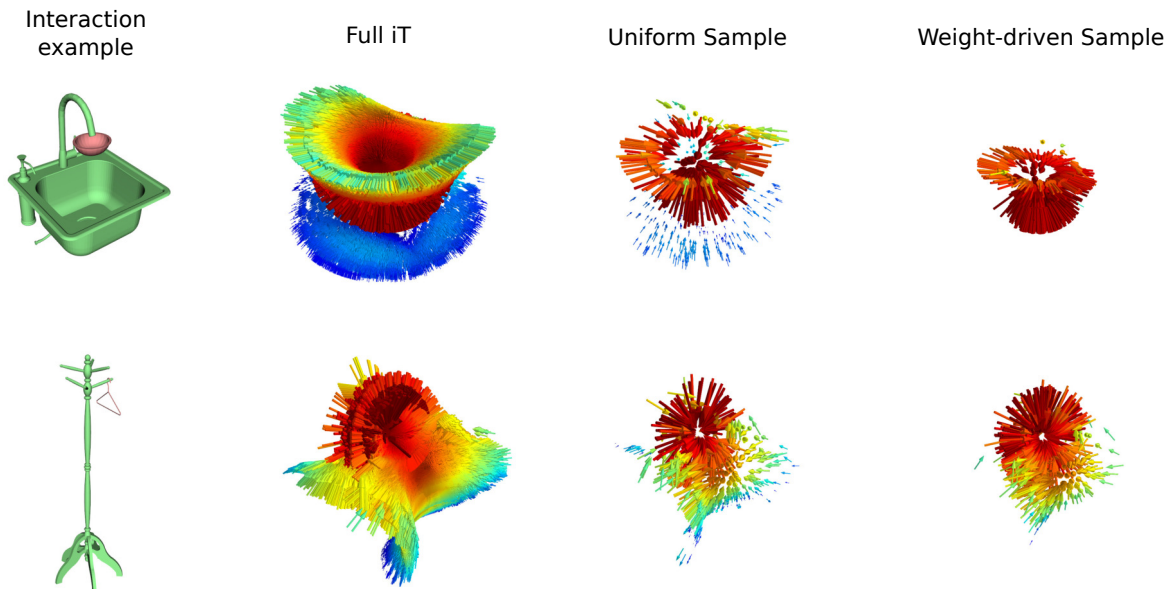 Interaction
example
Full iT
Uniform Sample
Weight-driven Sample